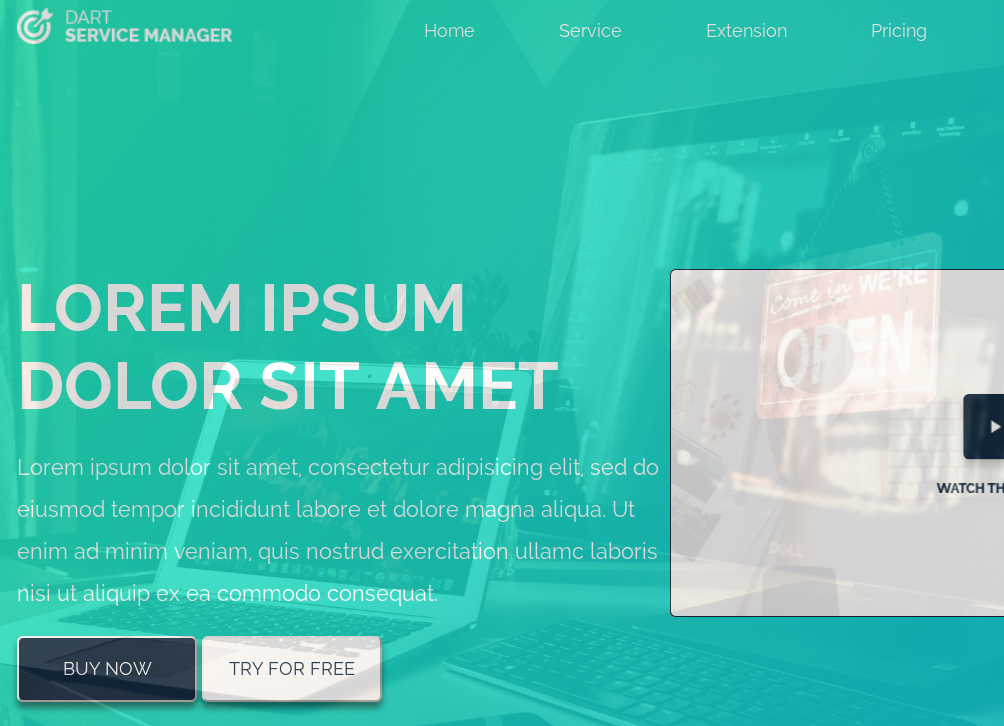 DART
SERVICE MANAGER
Home Service Extension Pricing
LOREM IPSUM
DOLOR SIT AMET
Lorem ipsum dolor sit amet, consectetur adipisicing elit, sed do
eiusmod tempor incididunt labore et dolore magna aliqua. Ut
enim ad minim veniam, quis nostrud exercitation ullamc laboris
nisi ut aliquip ex ea commodo consequat.
BUY NOW TRY FOR FREE
Come in WE'RE
OPEN
WATCH TH
DELL